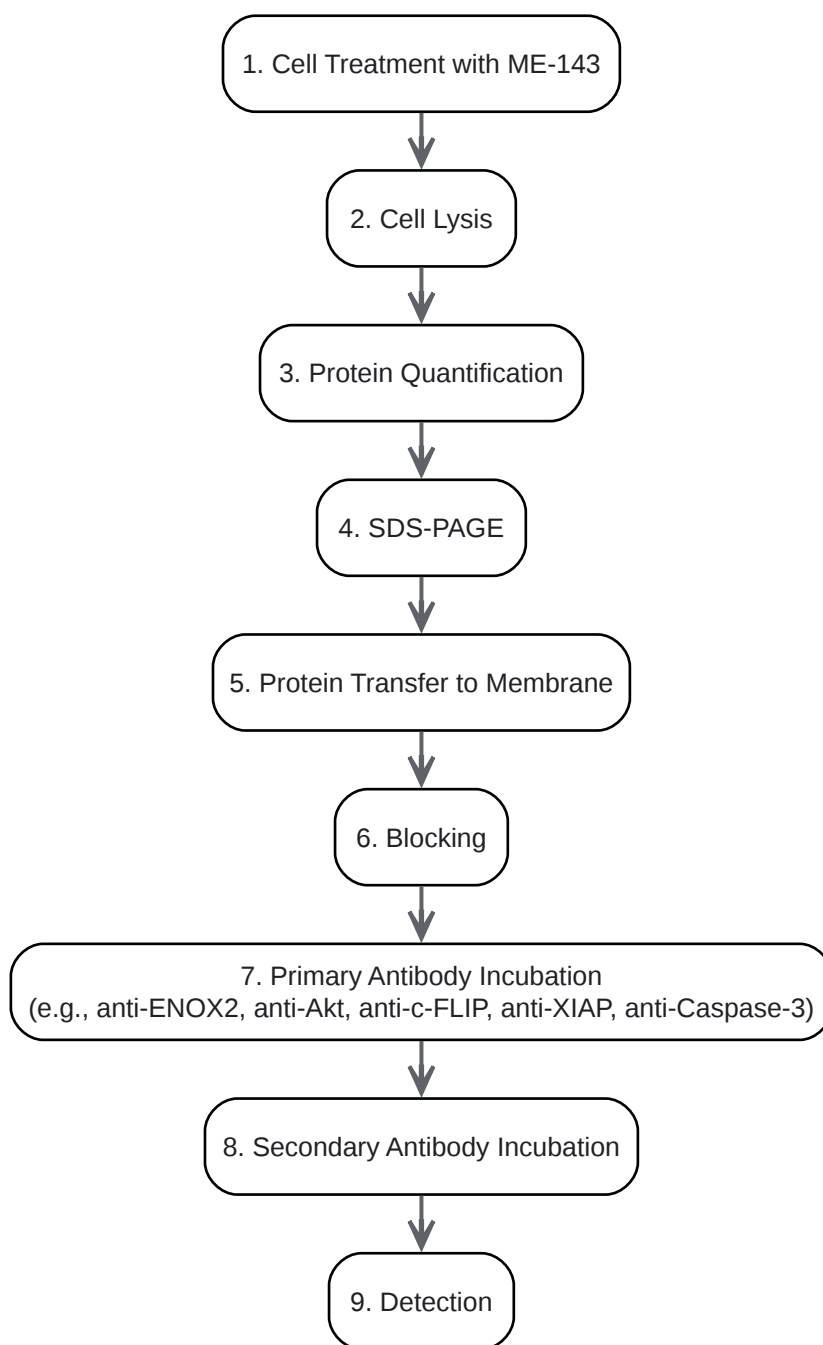 1. Cell Treatment with ME-143
2. Cell Lysis
3. Protein Quantification
4. SDS-PAGE
5. Protein Transfer to Membrane
6. Blocking
7. Primary Antibody Incubation
(e.g., anti-ENOX2, anti-Akt, anti-c-FLIP, anti-XIAP, anti-Caspase-3)
8. Secondary Antibody Incubation
9. Detection